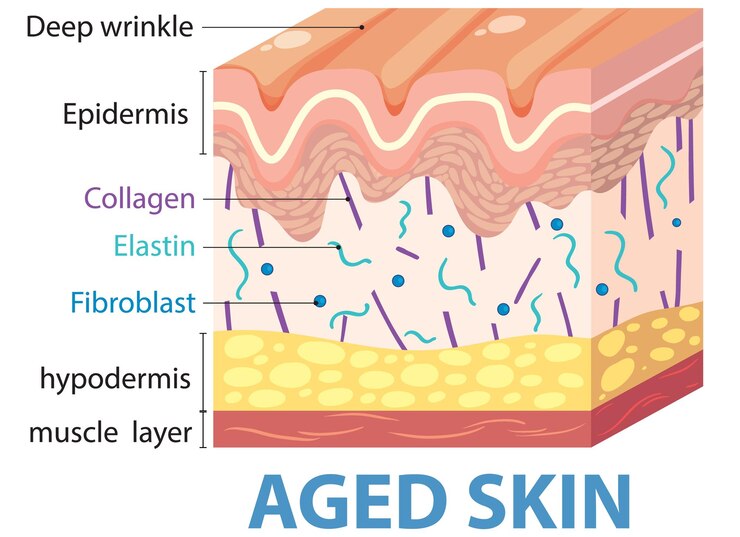 Deep wrinkle
Epidermis
Collagen
Elastin
Fibroblast
hypodermis
muscle layer
AGED SKIN